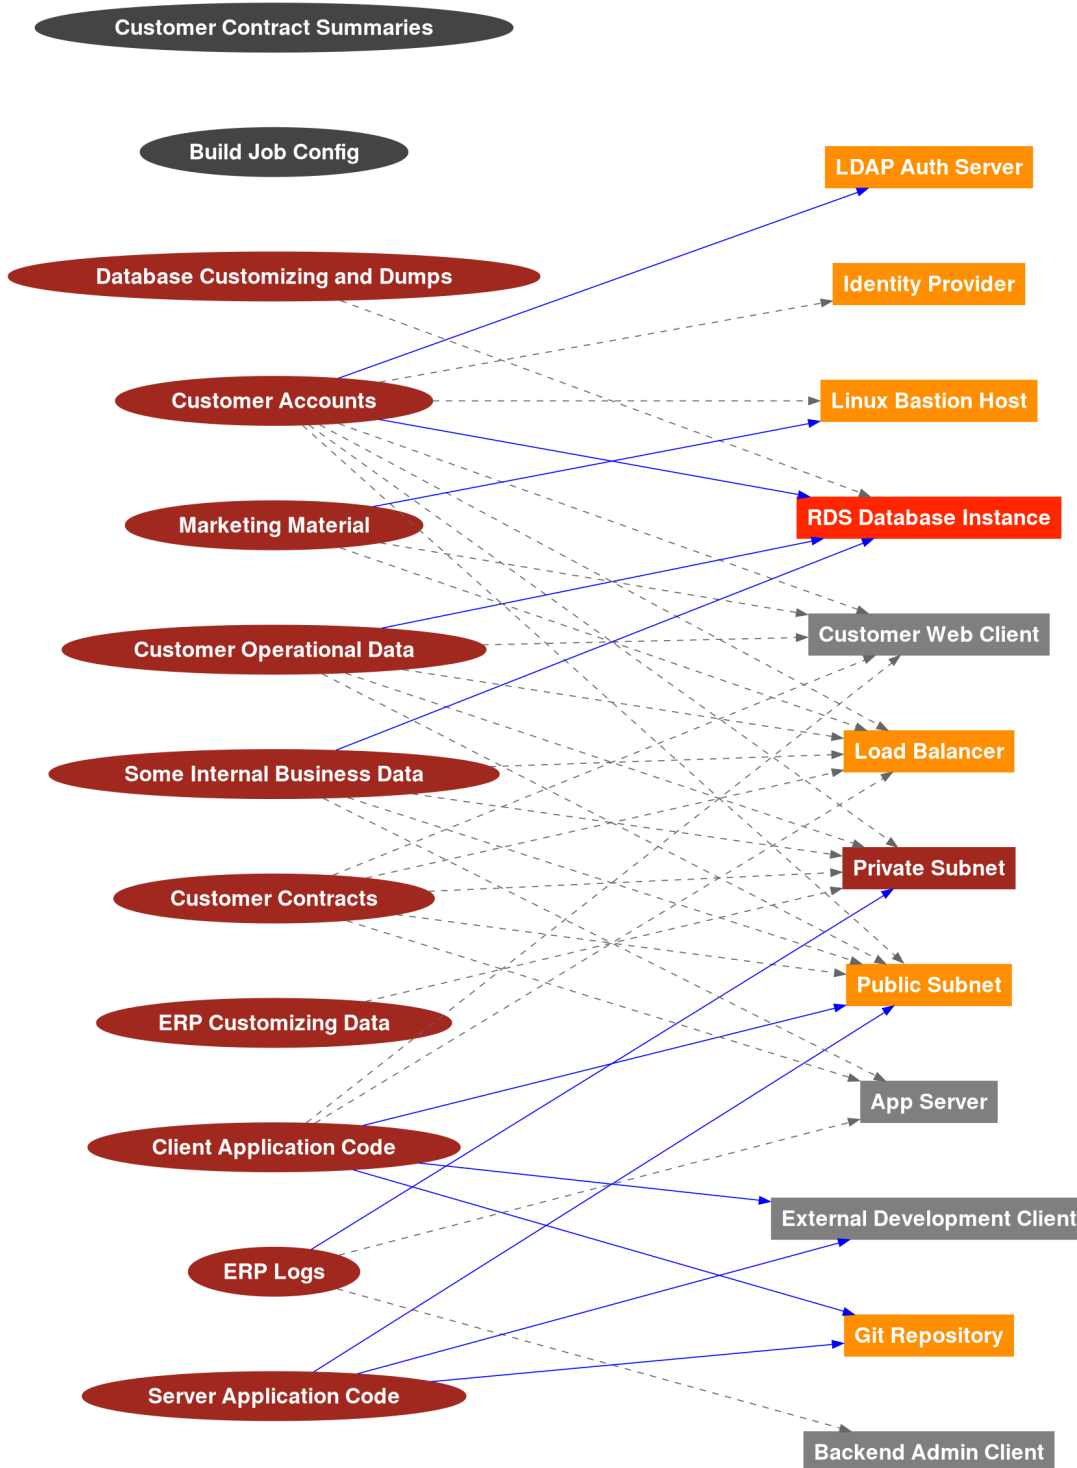 Customer Contract Summaries
Build Job Config
LDAP Auth Server
Database Customizing and Dumps
Identity Provider
Customer Accounts
Linux Bastion Host
Marketing Material
RDS Database Instance
Customer Operational Data
Customer Web Client
Some Internal Business Data
Load Balancer
Customer Contracts
Private Subnet
ERP Customizing Data
Public Subnet
Client Application Code
App Server
ERP Logs
External Development Client
Server Application Code
Git Repository
Backend Admin Client